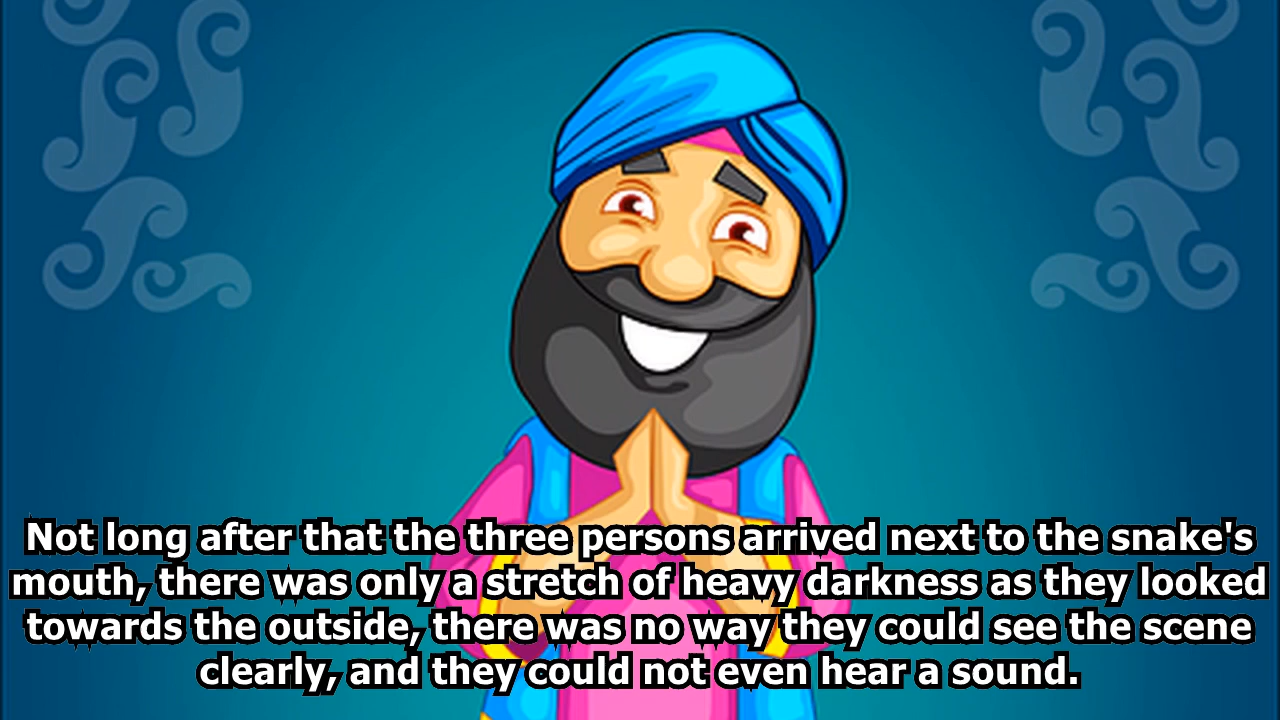 Not long after that the three persons arrived next to the snake's
mouth, there was only a stretch of heavy darkness as they looked
towards the outside, there was no way they could see the scene
clearly, and they could not even hear a sound.